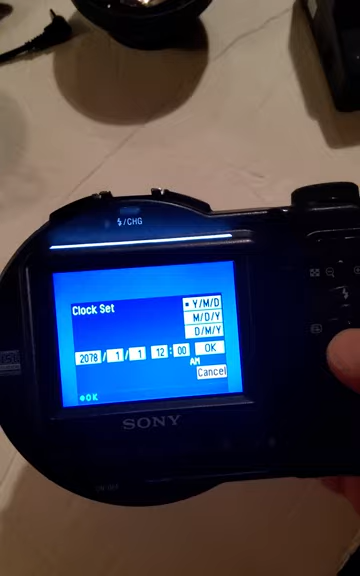 ⚡/CHG
Clock Set
Y/M/D
M/D/Y
D/M/Y
2078 / 1 / 1 12 : 00 OK
AM
Cancel
OK
SONY